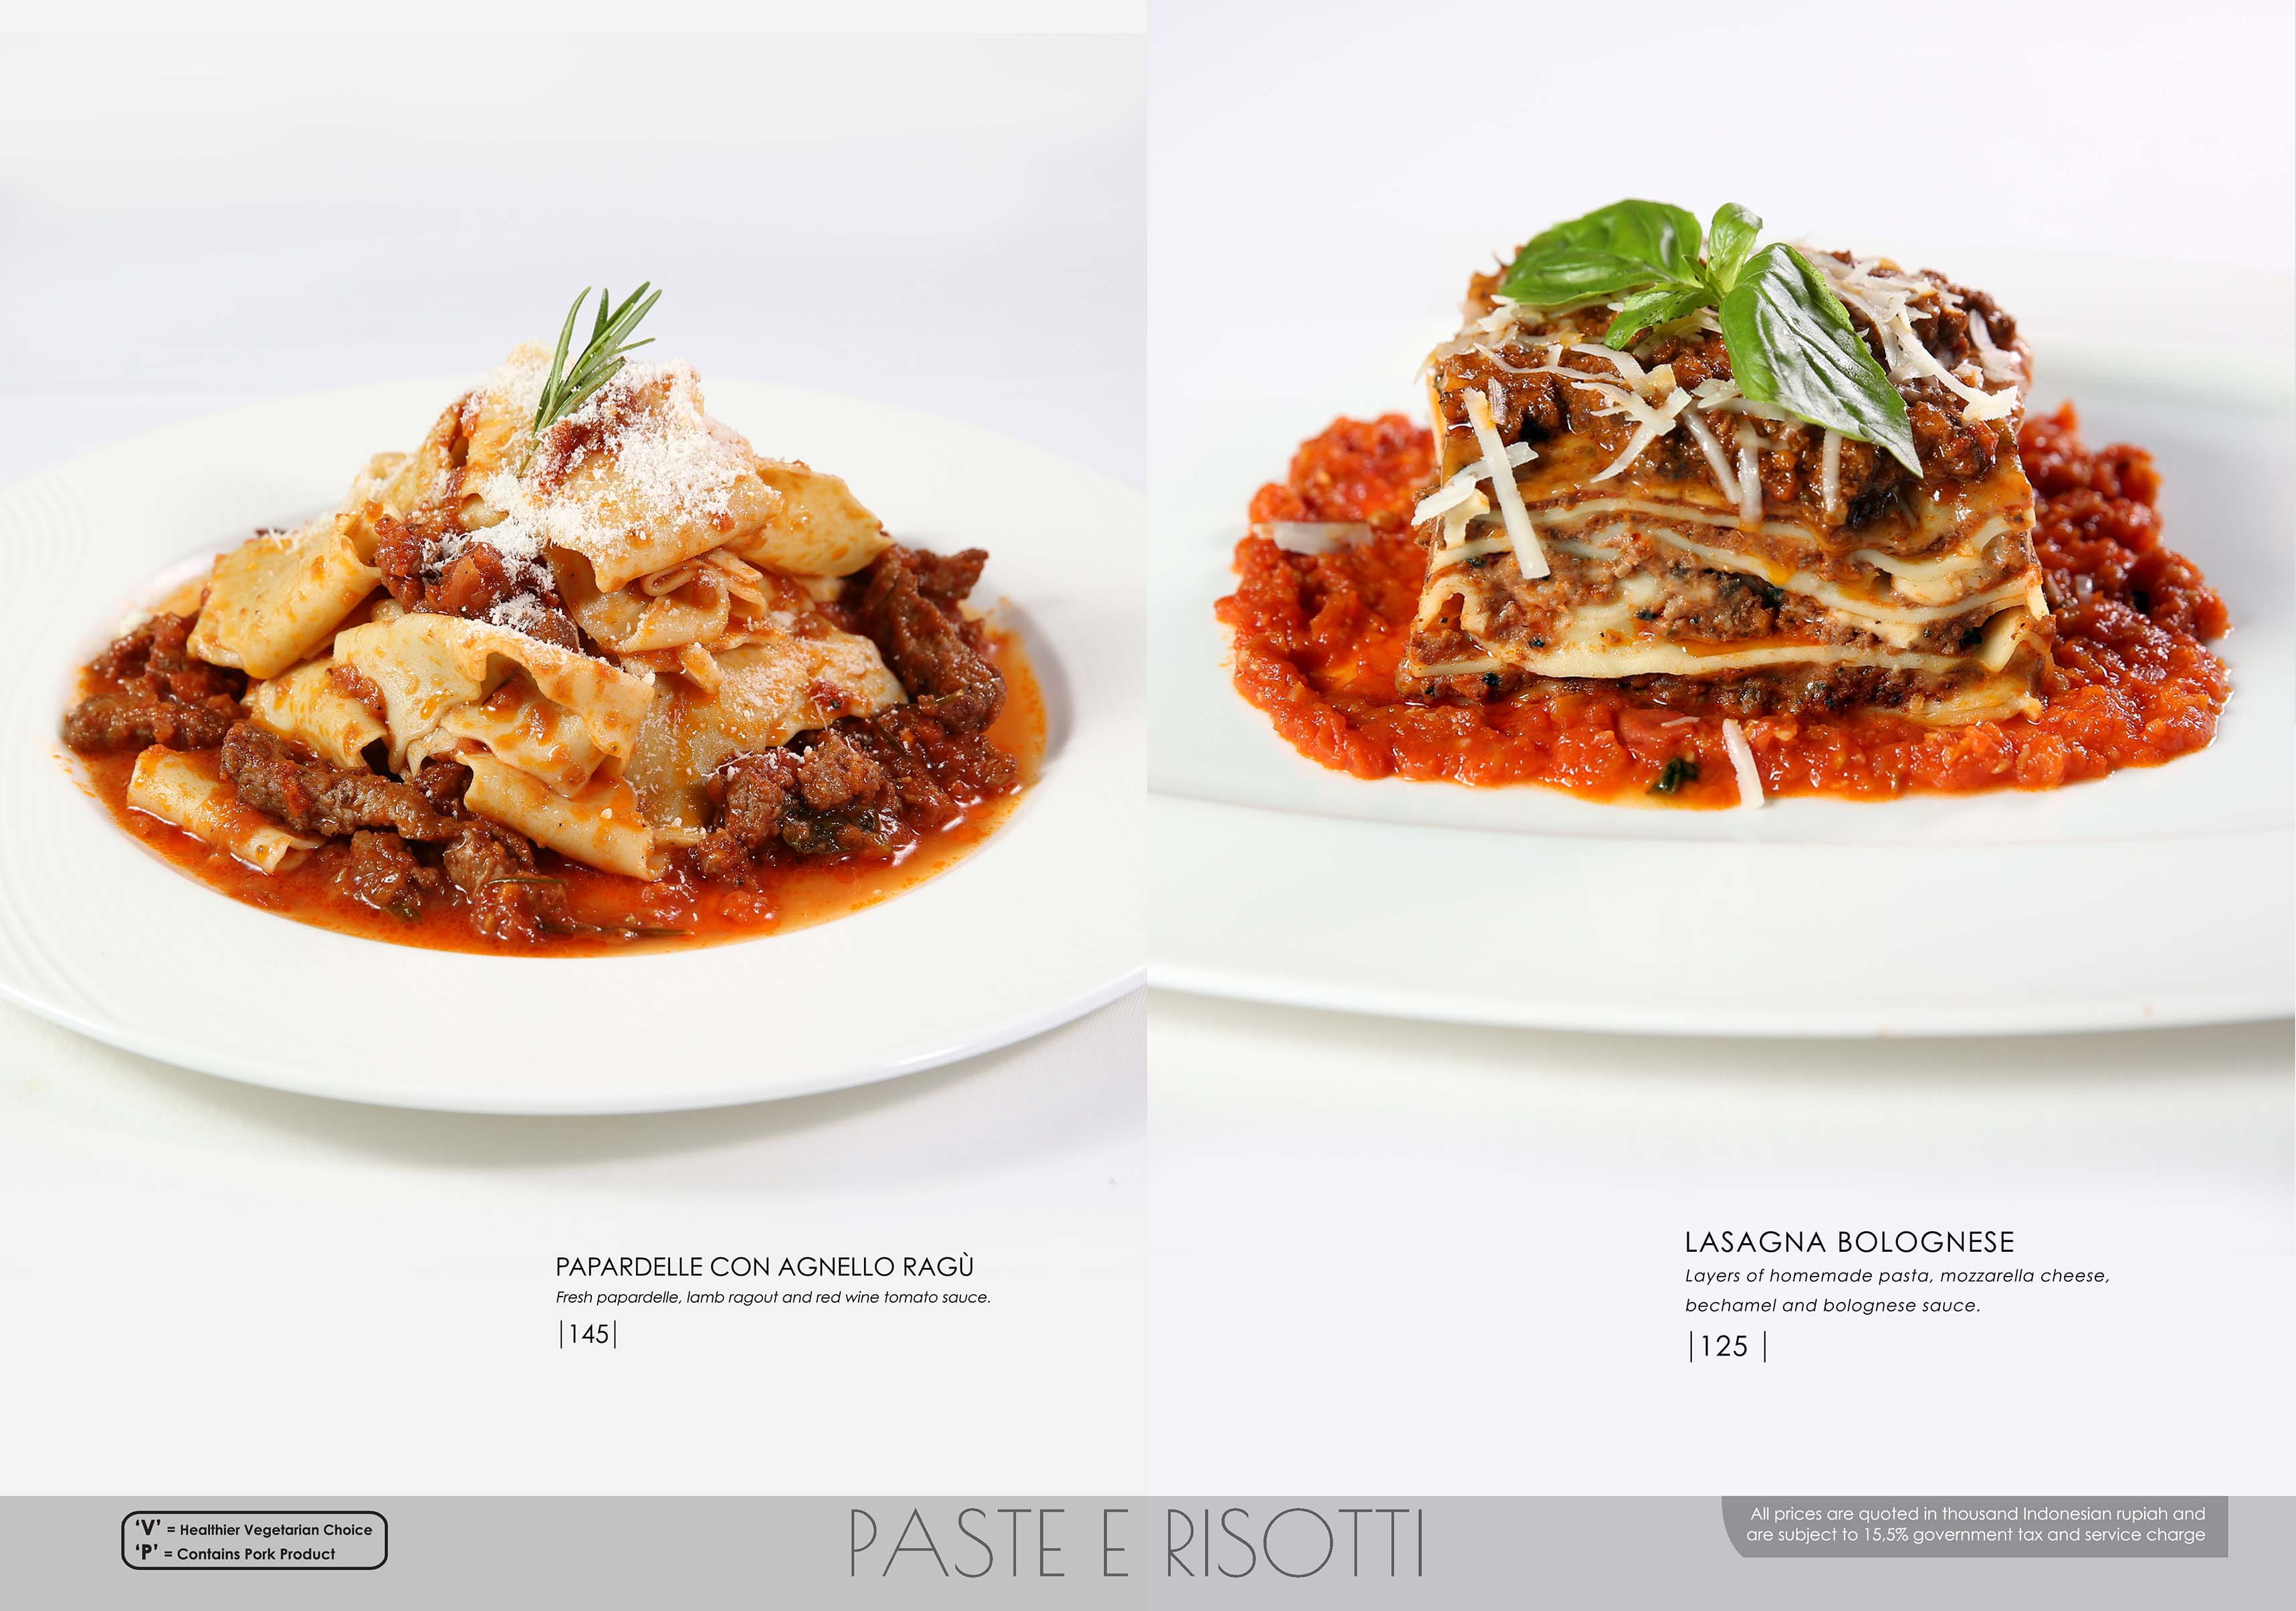 PAPARDELLE CON AGNELLO RAGÙ
Fresh papardelle, lamb ragout and red wine tomato sauce.
|145|
LASAGNA BOLOGNESE
Layers of homemade pasta, mozzarella cheese,
bechamel and bolognese sauce.
|125 |
‘V’ = Healthier Vegetarian Choice
‘P’ = Contains Pork Product
PASTE E RISOTTI
All prices are quoted in thousand Indonesian rupiah and
are subject to 15,5% government tax and service charge